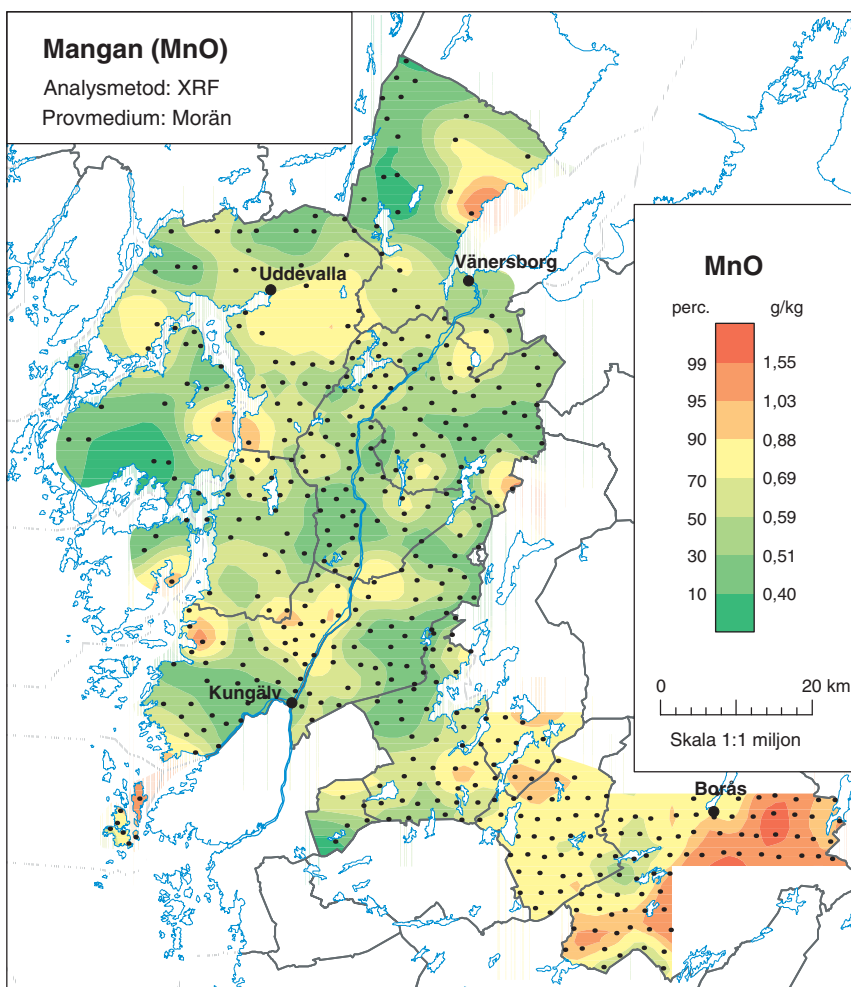 Mangan (MnO)
Analysmetod: XRF
Provmedium: Morän
Vänersborg
Uddevalla
MnO
perc. g/kg
99 1,55
95 1,03
90 0,88
70 0,69
50 0,59
30 0,51
10 0,40
0 20 km
Skala 1:1 miljon
Kungälv
Borås